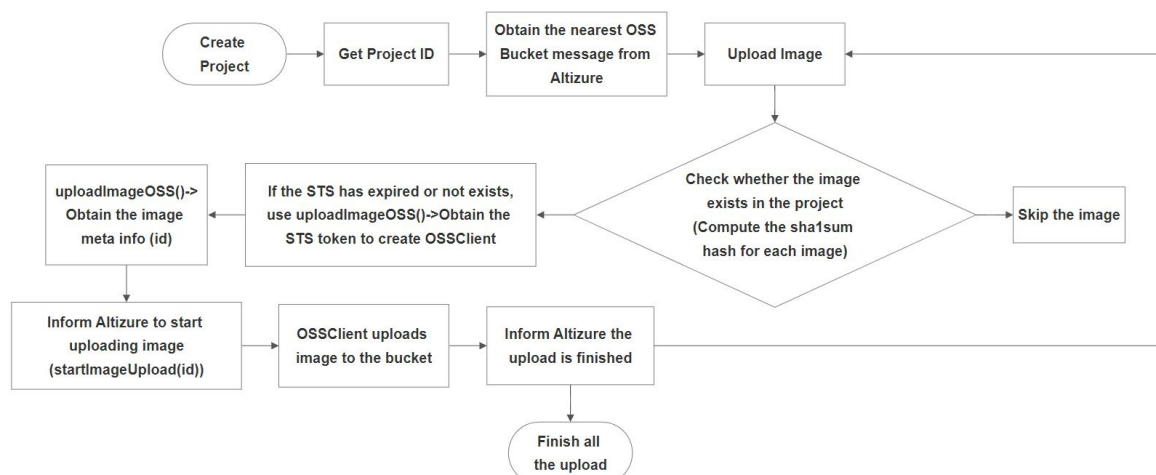 Create
Project
Get Project ID
Obtain the nearest OSS
Bucket message from
Altizure
Upload Image
Check whether the image
exists in the project
(Compute the sha1sum
hash for each image)
Skip the image
If the STS has expired or not exists,
use uploadImageOSS()->Obtain the
STS token to create OSSClient
uploadImageOSS()->
Obtain the image
meta info (id)
Inform Altizure to start
uploading image
(startImageUpload(id))
OSSClient uploads
image to the bucket
Inform Altizure the
upload is finished
Finish all
the upload